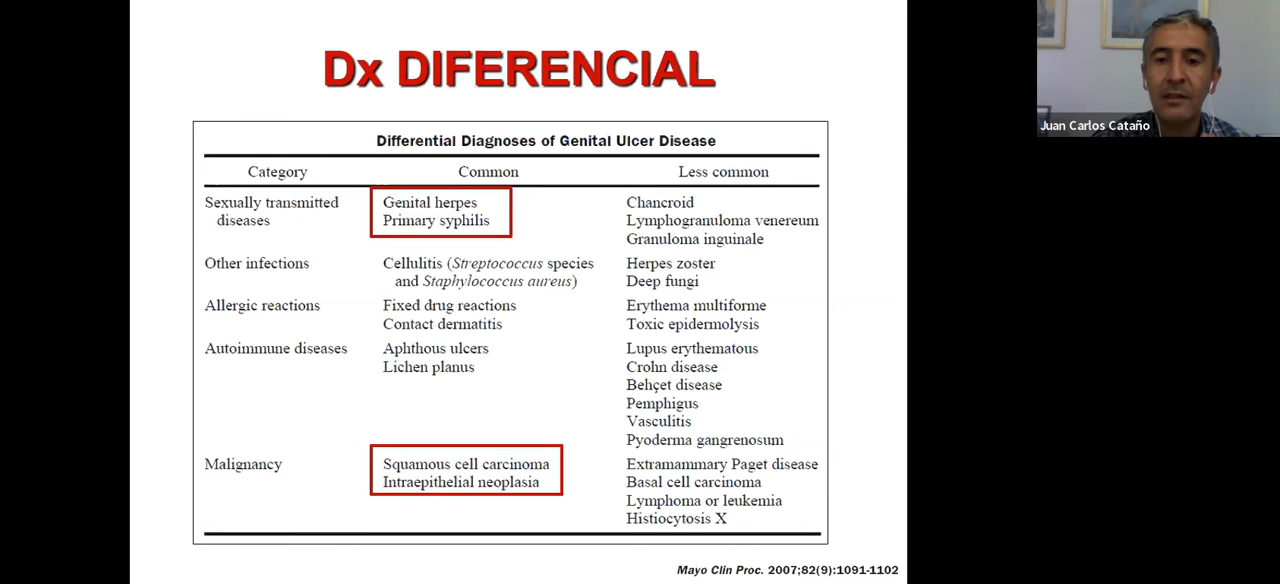 Dx DIFERENCIAL
Juan Carlos Cataño
Differential Diagnoses of Genital Ulcer Disease
Category Common Less common
Sexually transmitted Genital herpes Chancroid
diseases Primary syphilis Lymphogranuloma venereum
Granuloma inguinale
Other infections Cellulitis (Streptococcus species Herpes zoster
and Staphylococcus aureus) Deep fungi
Allergic reactions Fixed drug reactions Erythema multiforme
Contact dermatitis Toxic epidermolysis
Autoimmune diseases Aphthous ulcers Lupus erythematous
Lichen planus Crohn disease
Behçet disease
Pemphigus
Vasculitis
Pyoderma gangrenosum
Malignancy Squamous cell carcinoma Extramammary Paget disease
Intraepithelial neoplasia Basal cell carcinoma
Lymphoma or leukemia
Histiocytosis X
Mayo Clin Proc. 2007;82(9):1091-1102